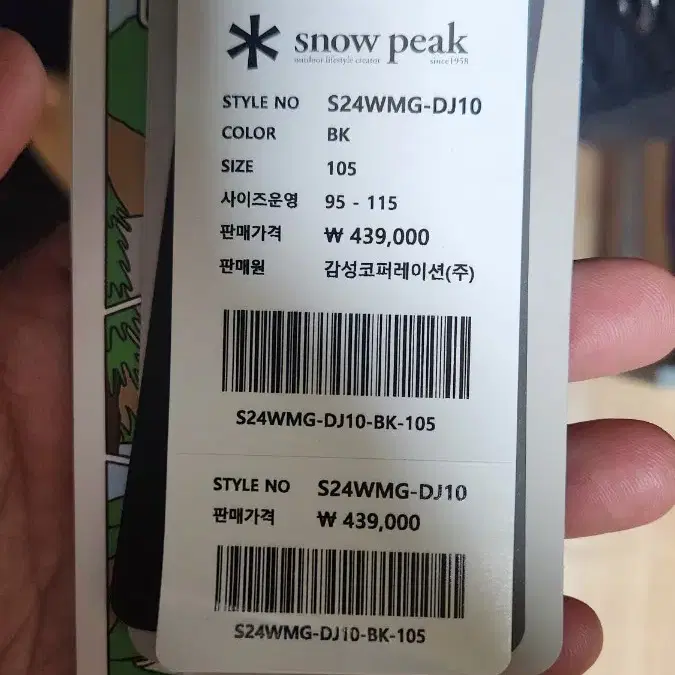 snow peak
outdoor lifestyle creator since1958
STYLE NO S24WMG-DJ10
COLOR BK
SIZE 105
사이즈운영 95 - 115
판매가격 ₩ 439,000
판매원 감성코퍼레이션(주)
S24WMG-DJ10-BK-105
STYLE NO S24WMG-DJ10
판매가격 ₩ 439,000
S24WMG-DJ10-BK-105